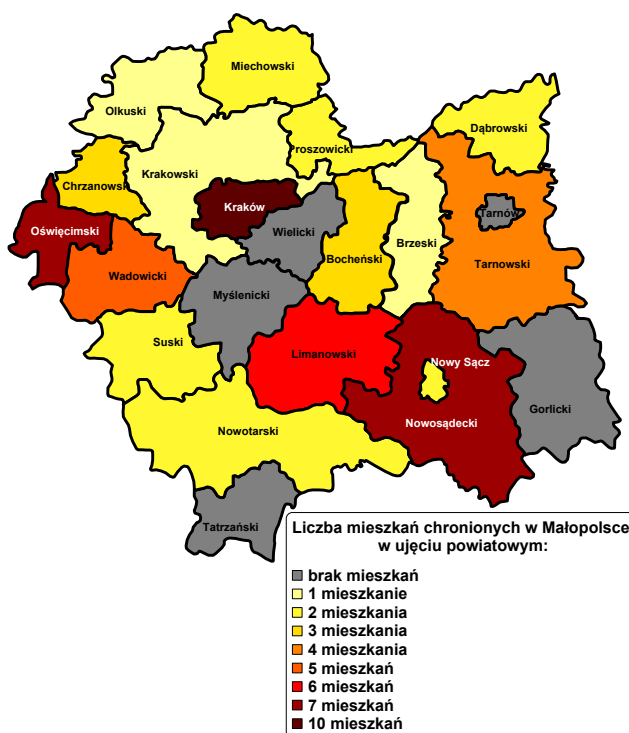 Miechowski
Olkuski
Dąbrowski
roszowicki
Krakowski
Chrzanowsk
Kraków
Tarnów
Oświęcimski
Wielicki
Brzeski
Bocheński
Tarnowski
Wadowicki
Myślenicki
Suski
Limanowski
Nowy Sącz
Gorlicki
Nowosądecki
Nowotarski
Tatrzański
Liczba mieszkań chronionych w Małopolsce
w ujęciu powiatowym:
brak mieszkań
1 mieszkanie
2 mieszkania
3 mieszkania
4 mieszkania
5 mieszkań
6 mieszkań
7 mieszkań
10 mieszkań